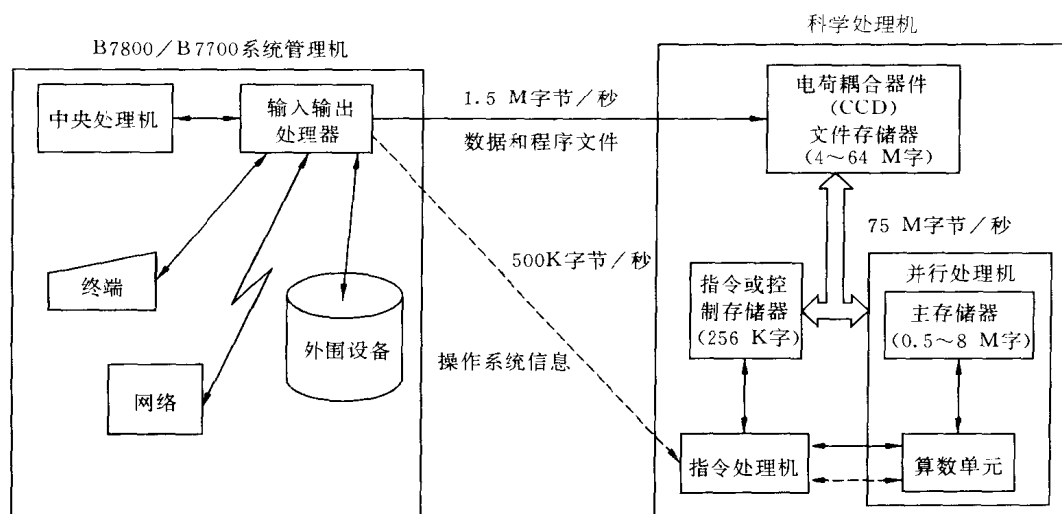 B7800／B7700系统管理机
中央处理机
输入输出
处理器
终端
网络
外围设备
1.5 M字节／秒
数据和程序文件
500K字节／秒
操作系统信息
科学处理机
电荷耦合器件
(CCD)
文件存储器
(4～64 M字)
75 M字节／秒
指令或控
制存储器
(256 K字)
并行处理机
主存储器
(0.5～8 M字)
指令处理机
算数单元